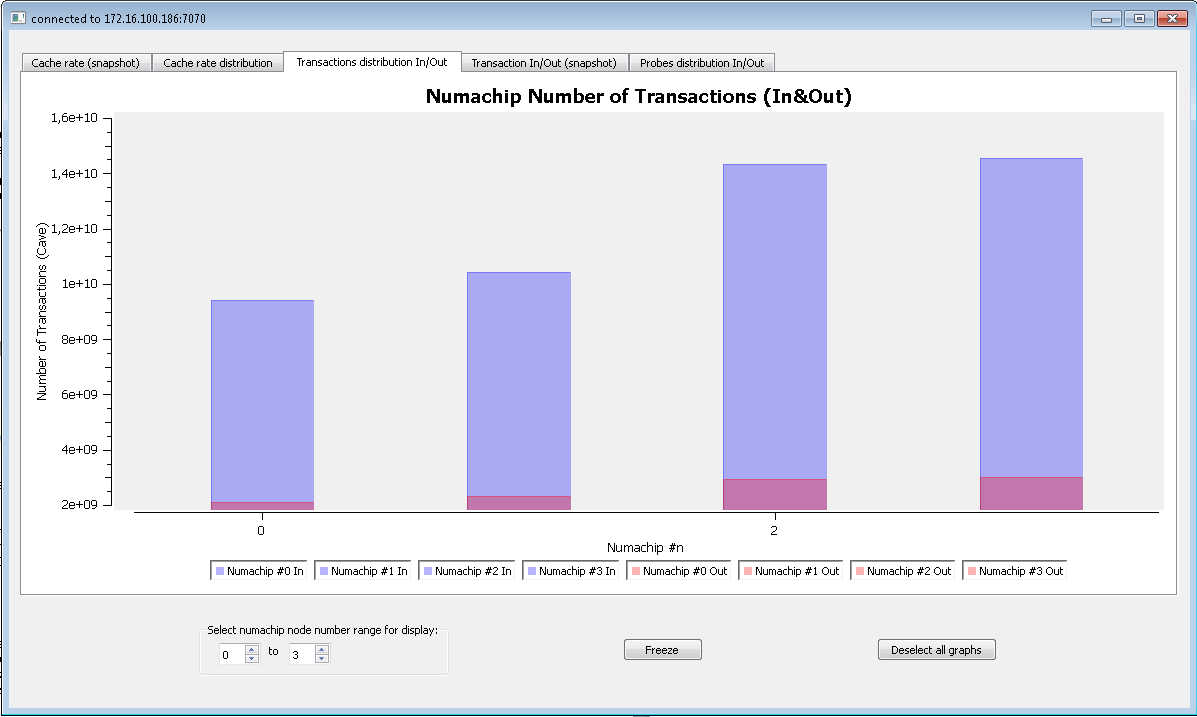 connected to 172.16.100.186:7070
Cache rate (snapshot) Cache rate distribution Transactions distribution In/Out Transaction In/Out (snapshot) Probes distribution In/Out
Numachip Number of Transactions (In&Out)
Number of Transactions (Cave)
1,6e+10
1,4e+10
1,2e+10
1e+10
8e+09
6e+09
4e+09
2e+09
0 2
Numachip #n
Numachip #0 In Numachip #1 In Numachip #2 In Numachip #3 In Numachip #0 Out Numachip #1 Out Numachip #2 Out Numachip #3 Out
Select numachip node number range for display:
0 to 3 Freeze Deselect all graphs